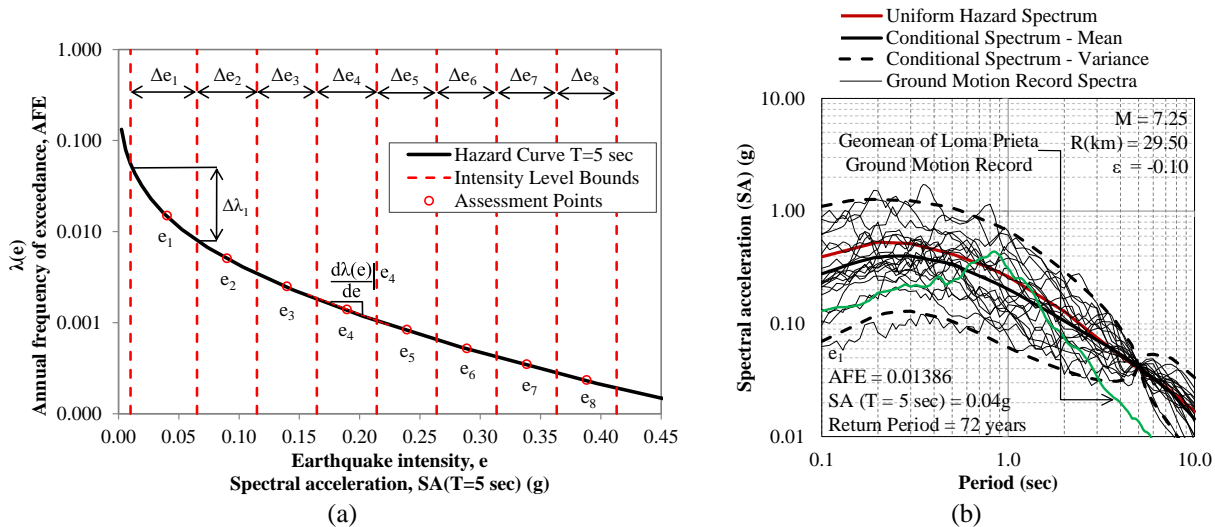 1.000
0.100
0.010
0.001
0.000
λ(e)
Annual frequency of exceedance, AFE
Δe1 Δe2 Δe3 Δe4 Δe5 Δe6 Δe7 Δe8
Hazard Curve T=5 sec
Intensity Level Bounds
Assessment Points
Δλ1
dλ(e)
de
e4
e1
e2
e3
e4
e5
e6
e7
e8
0.00 0.05 0.10 0.15 0.20 0.25 0.30 0.35 0.40 0.45
Earthquake intensity, e
Spectral acceleration, SA(T=5 sec) (g)
(a)
Uniform Hazard Spectrum
Conditional Spectrum - Mean
Conditional Spectrum - Variance
Ground Motion Record Spectra
10.00
1.00
0.10
0.01
Spectral acceleration (SA) (g)
M = 7.25
R(km) = 29.50
ε = -0.10
Geomean of Loma Prieta
Ground Motion Record
e1
AFE = 0.01386
SA (T = 5 sec) = 0.04g
Return Period = 72 years
0.1 1.0 10.0
Period (sec)
(b)